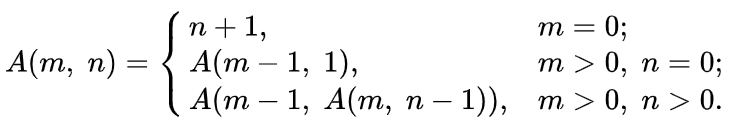 A(m, n) = { n + 1, m = 0;
A(m − 1, 1), m > 0, n = 0;
A(m − 1, A(m, n − 1)), m > 0, n > 0.